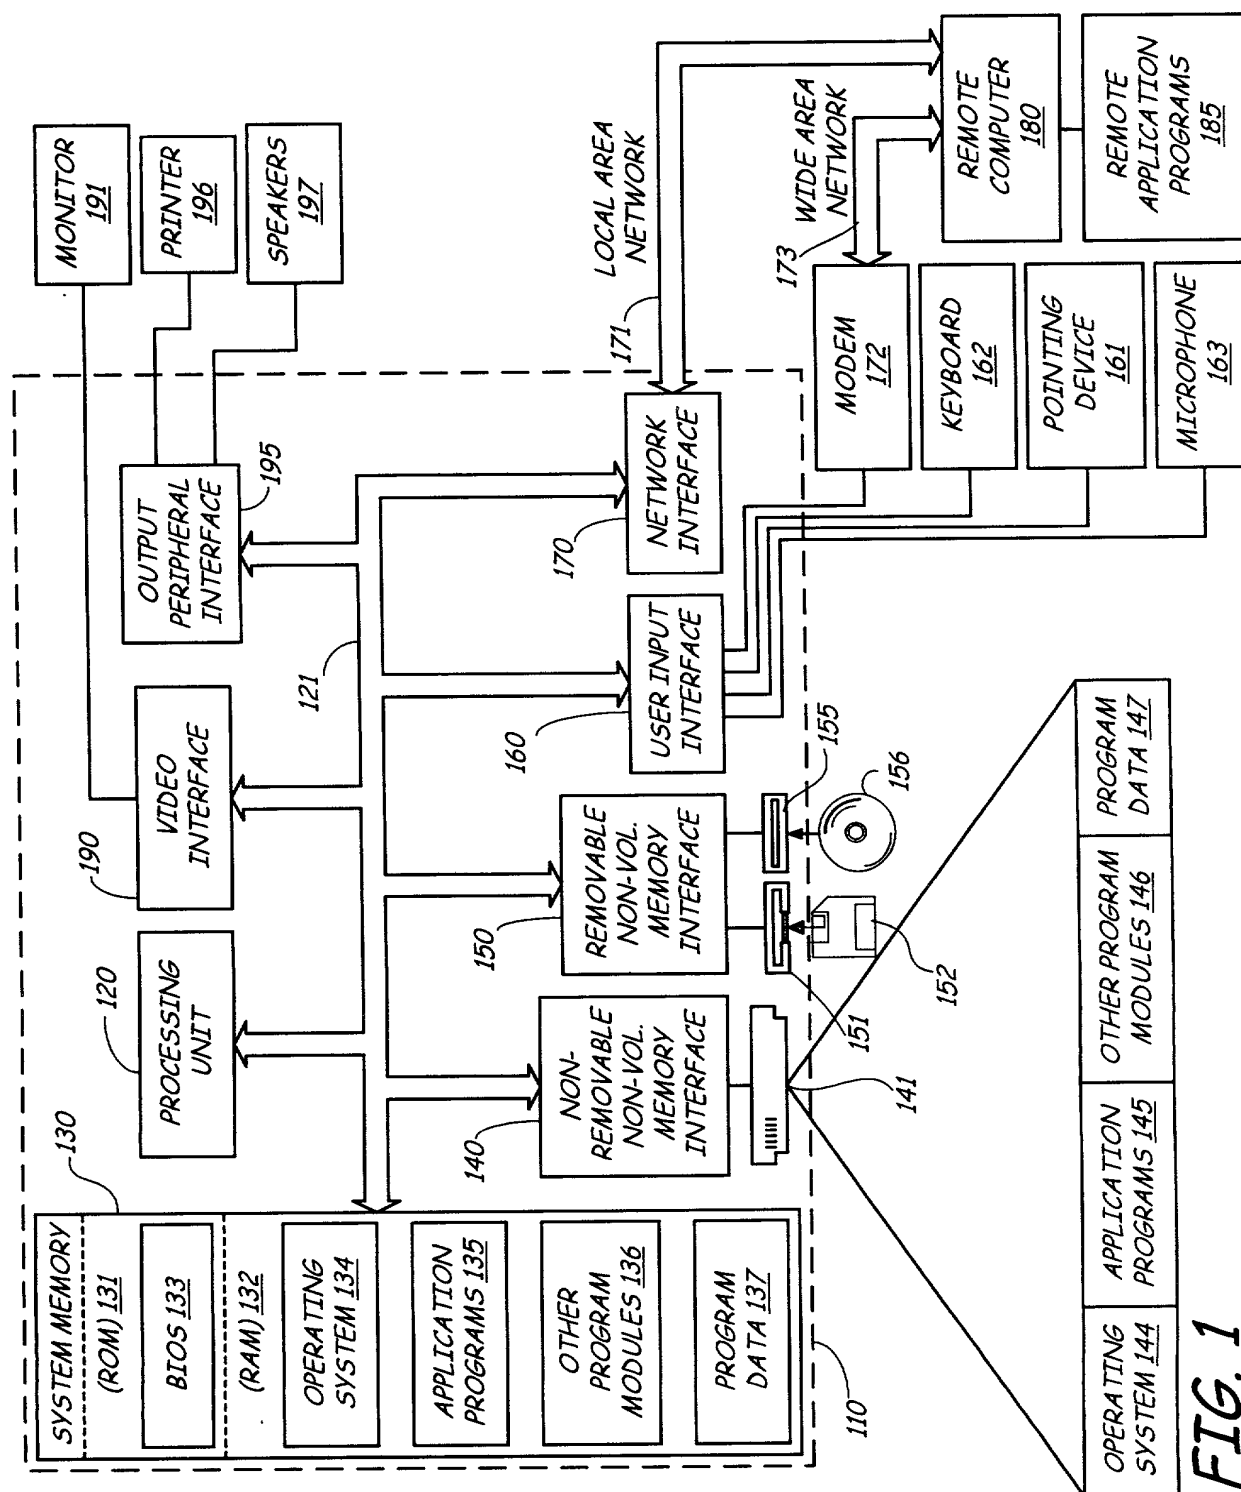 SYSTEM MEMORY
130
(ROM) 131
BIOS 133
(RAM) 132
OPERATING
SYSTEM 134
APPLICATION
PROGRAMS 135
OTHER
PROGRAM
MODULES 136
PROGRAM
DATA 137
110
120
PROCESSING
UNIT
190
VIDEO
INTERFACE
OUTPUT
PERIPHERAL
INTERFACE
195
121
MONITOR
191
PRINTER
196
SPEAKERS
197
140
NON-
REMOVABLE
NON-VOL.
MEMORY
INTERFACE
150
REMOVABLE
NON-VOL.
MEMORY
INTERFACE
160
USER INPUT
INTERFACE
170
NETWORK
INTERFACE
171
LOCAL AREA
NETWORK
141
151
152
155
156
173
WIDE AREA
NETWORK
MODEM
172
KEYBOARD
162
POINTING
DEVICE
161
MICROPHONE
163
REMOTE
COMPUTER
180
REMOTE
APPLICATION
PROGRAMS
185
OPERATING
SYSTEM 144
APPLICATION
PROGRAMS 145
OTHER PROGRAM
MODULES 146
PROGRAM
DATA 147
FIG. 1